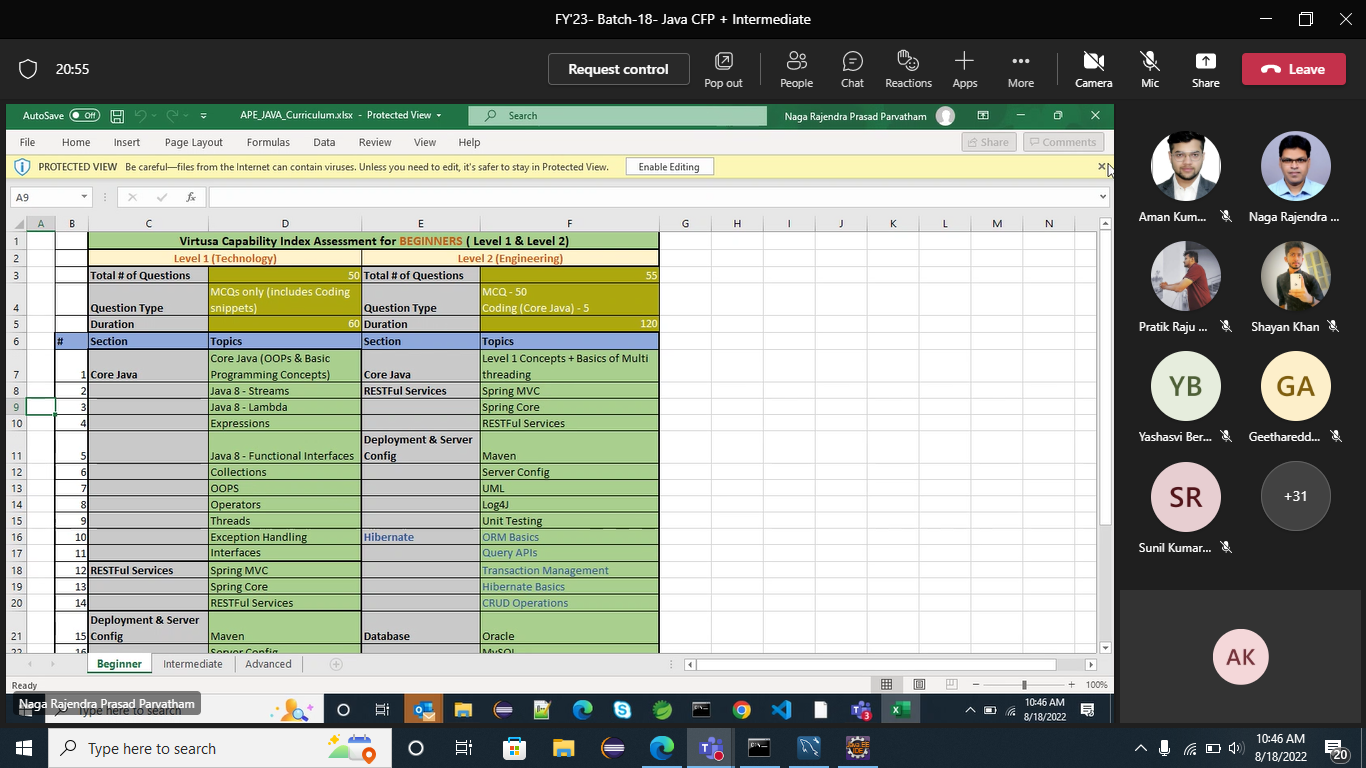 FY'23- Batch-18- Java CFP + Intermediate
20:55
Request control
Pop out
People
Chat
Reactions
Apps
More
Camera
Mic
Share
Leave
AutoSave Off
APE_JAVA_Curriculum.xlsx - Protected View
Search
Naga Rajendra Prasad Parvatham
File Home Insert Page Layout Formulas Data Review View Help
Share Comments
PROTECTED VIEW Be careful—files from the Internet can contain viruses. Unless you need to edit, it's safer to stay in Protected View. Enable Editing
A9 fx
A B C D E F G H I J K L M N
1 Virtusa Capability Index Assessment for BEGINNERS ( Level 1 & Level 2)
2 Level 1 (Technology) Level 2 (Engineering)
3 Total # of Questions 50 Total # of Questions 55
MCQs only (includes Coding MCQ - 50
4 Question Type snippets) Question Type Coding (Core Java) - 5
5 Duration 60 Duration 120
6 # Section Topics Section Topics
Core Java (OOPs & Basic Level 1 Concepts + Basics of Multi
7 1 Core Java Programming Concepts) Core Java threading
8 2 Java 8 - Streams RESTFul Services Spring MVC
9 3 Java 8 - Lambda Spring Core
10 4 Expressions RESTFul Services
Deployment & Server
11 5 Java 8 - Functional Interfaces Config Maven
12 6 Collections Server Config
13 7 OOPS UML
14 8 Operators Log4J
15 9 Threads Unit Testing
16 10 Exception Handling Hibernate ORM Basics
17 11 Interfaces Query APIs
18 12 RESTFul Services Spring MVC Transaction Management
19 13 Spring Core Hibernate Basics
20 14 RESTFul Services CRUD Operations
Deployment & Server
21 15 Config Maven Database Oracle
22 16 Server Config MySQL
Beginner Intermediate Advanced
Ready
100%
Naga Rajendra Prasad Parvatham
Type here to search
10:46 AM
8/18/2022
3
Aman Kum...
Naga Rajendra ...
Pratik Raju ...
Shayan Khan
YB
GA
Yashasvi Ber...
Geetharedd...
SR
+31
Sunil Kumar...
AK
Type here to search
10:46 AM
8/18/2022
20